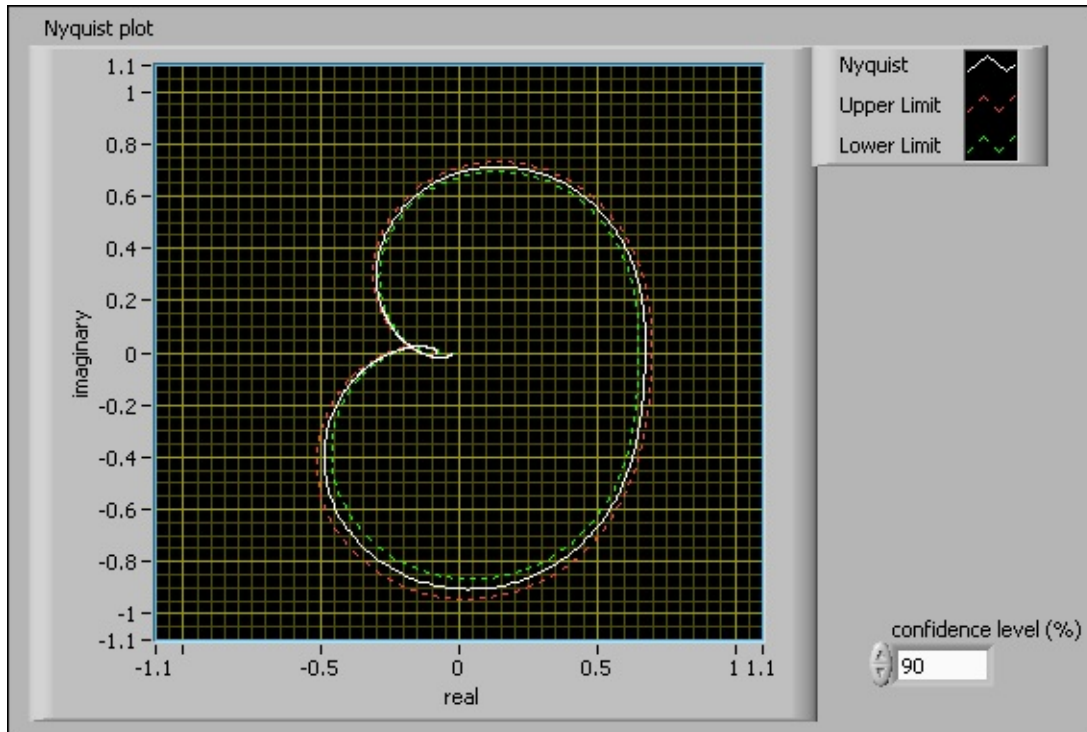 Nyquist plot
Nyquist
Upper Limit
Lower Limit
1.1
1
0.8
0.6
0.4
0.2
0
-0.2
-0.4
-0.6
-0.8
-1
-1.1
imaginary
-1.1 -0.5 0 0.5 1 1.1
real
confidence level (%)
90